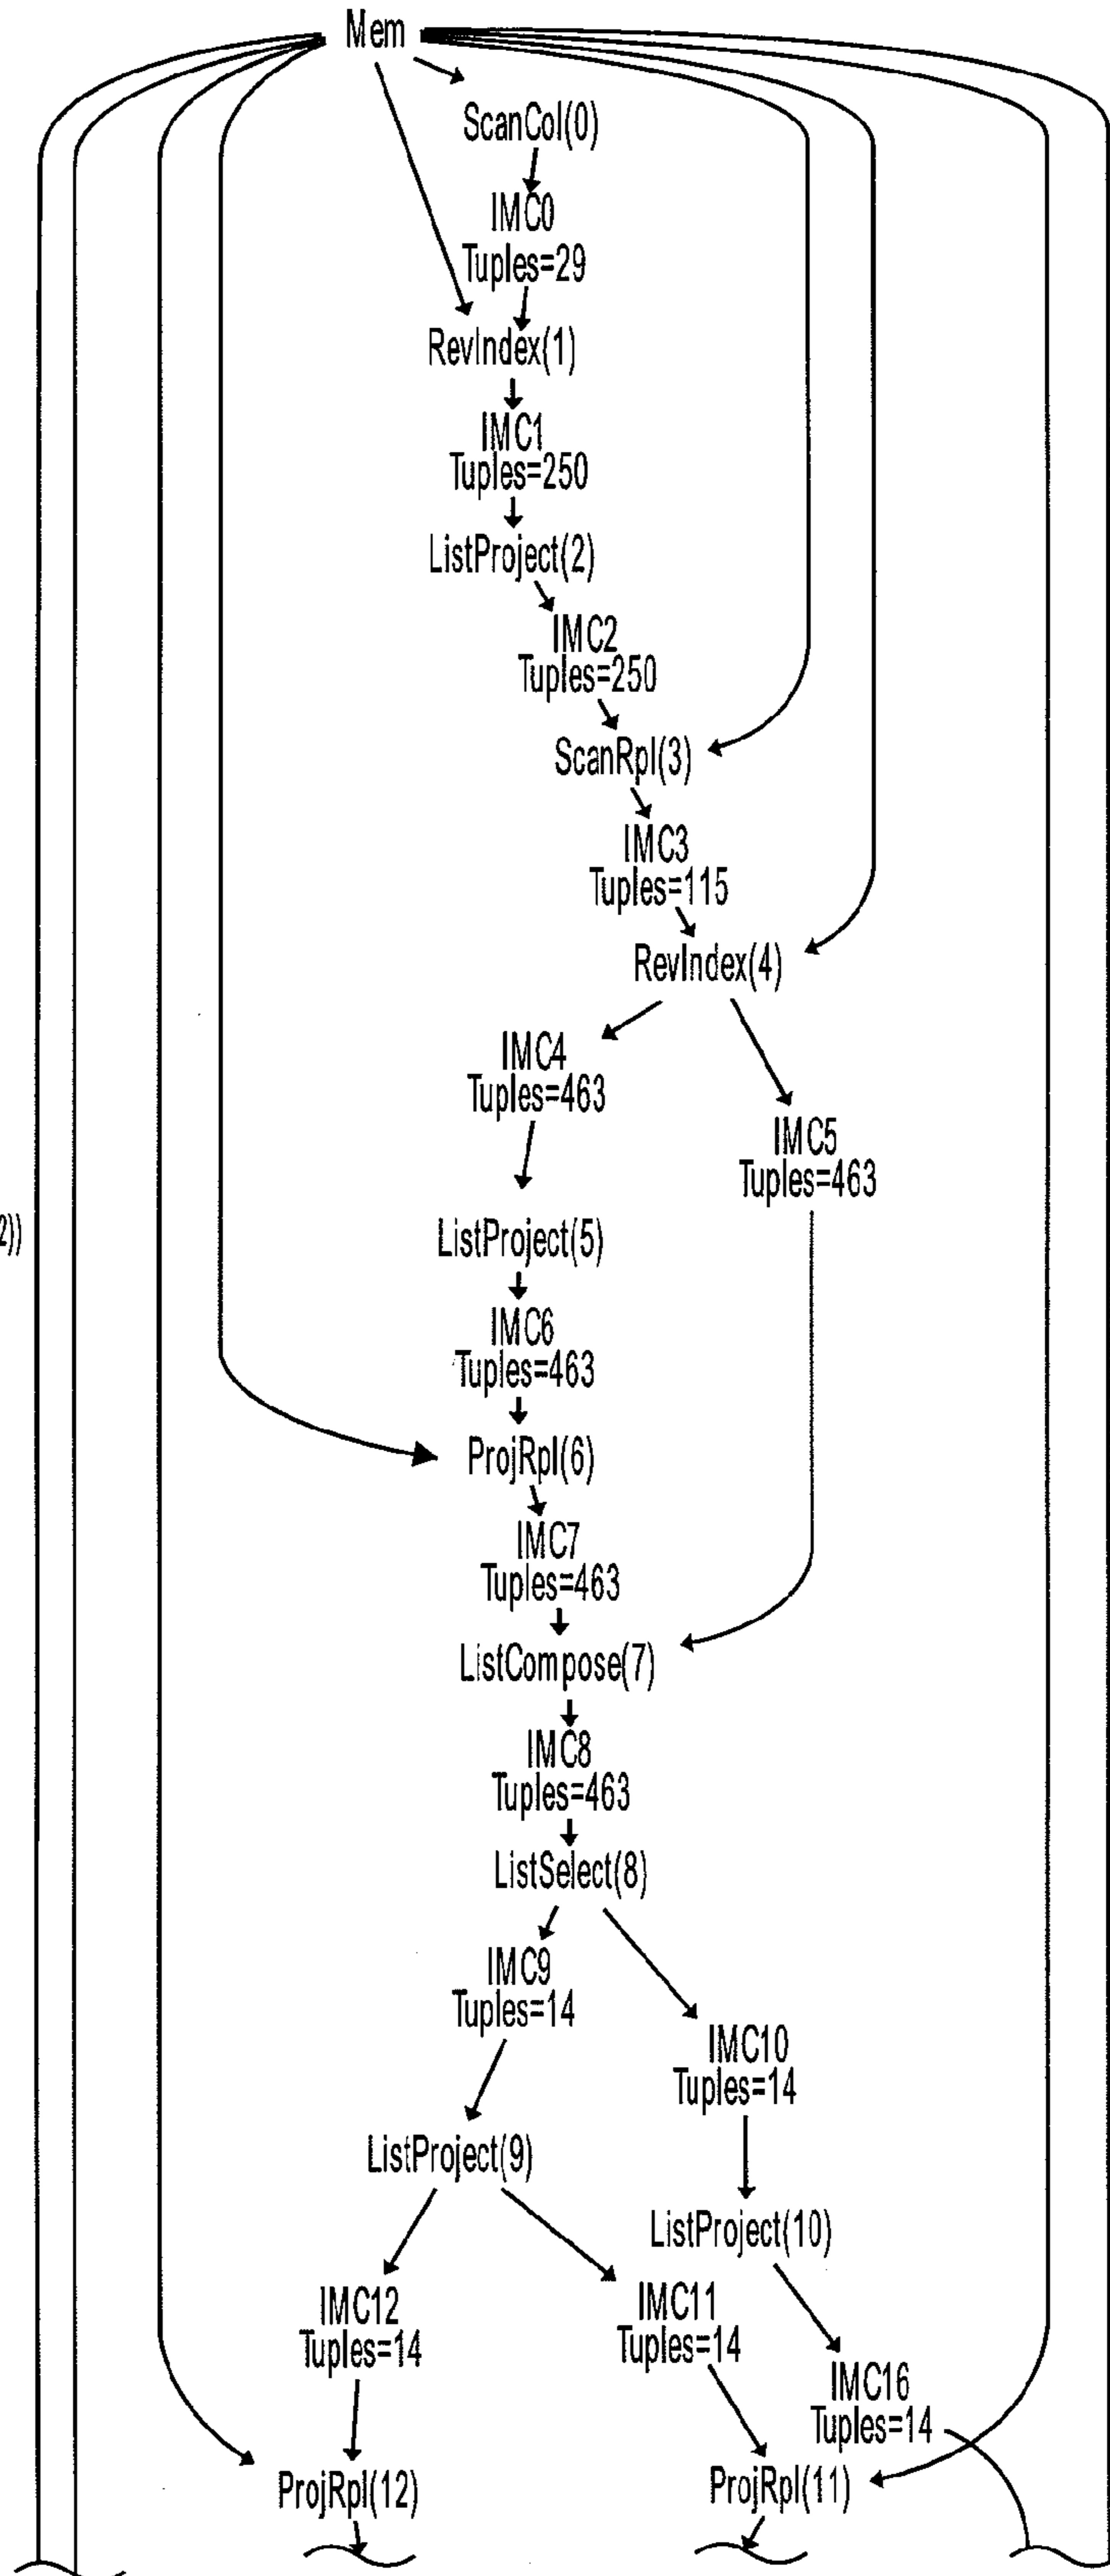 Mem
ScanCol(0)
IMC0
Tuples=29
RevIndex(1)
IMC1
Tuples=250
ListProject(2)
IMC2
Tuples=250
ScanRpl(3)
IMC3
Tuples=115
RevIndex(4)
IMC4
Tuples=463
IMC5
Tuples=463
2))
ListProject(5)
IMC6
Tuples=463
ProjRpl(6)
IMC7
Tuples=463
ListCompose(7)
IMC8
Tuples=463
ListSelect(8)
IMC9
Tuples=14
IMC10
Tuples=14
ListProject(9)
ListProject(10)
IMC12
Tuples=14
IMC11
Tuples=14
IMC16
Tuples=14
ProjRpl(12)
ProjRpl(11)